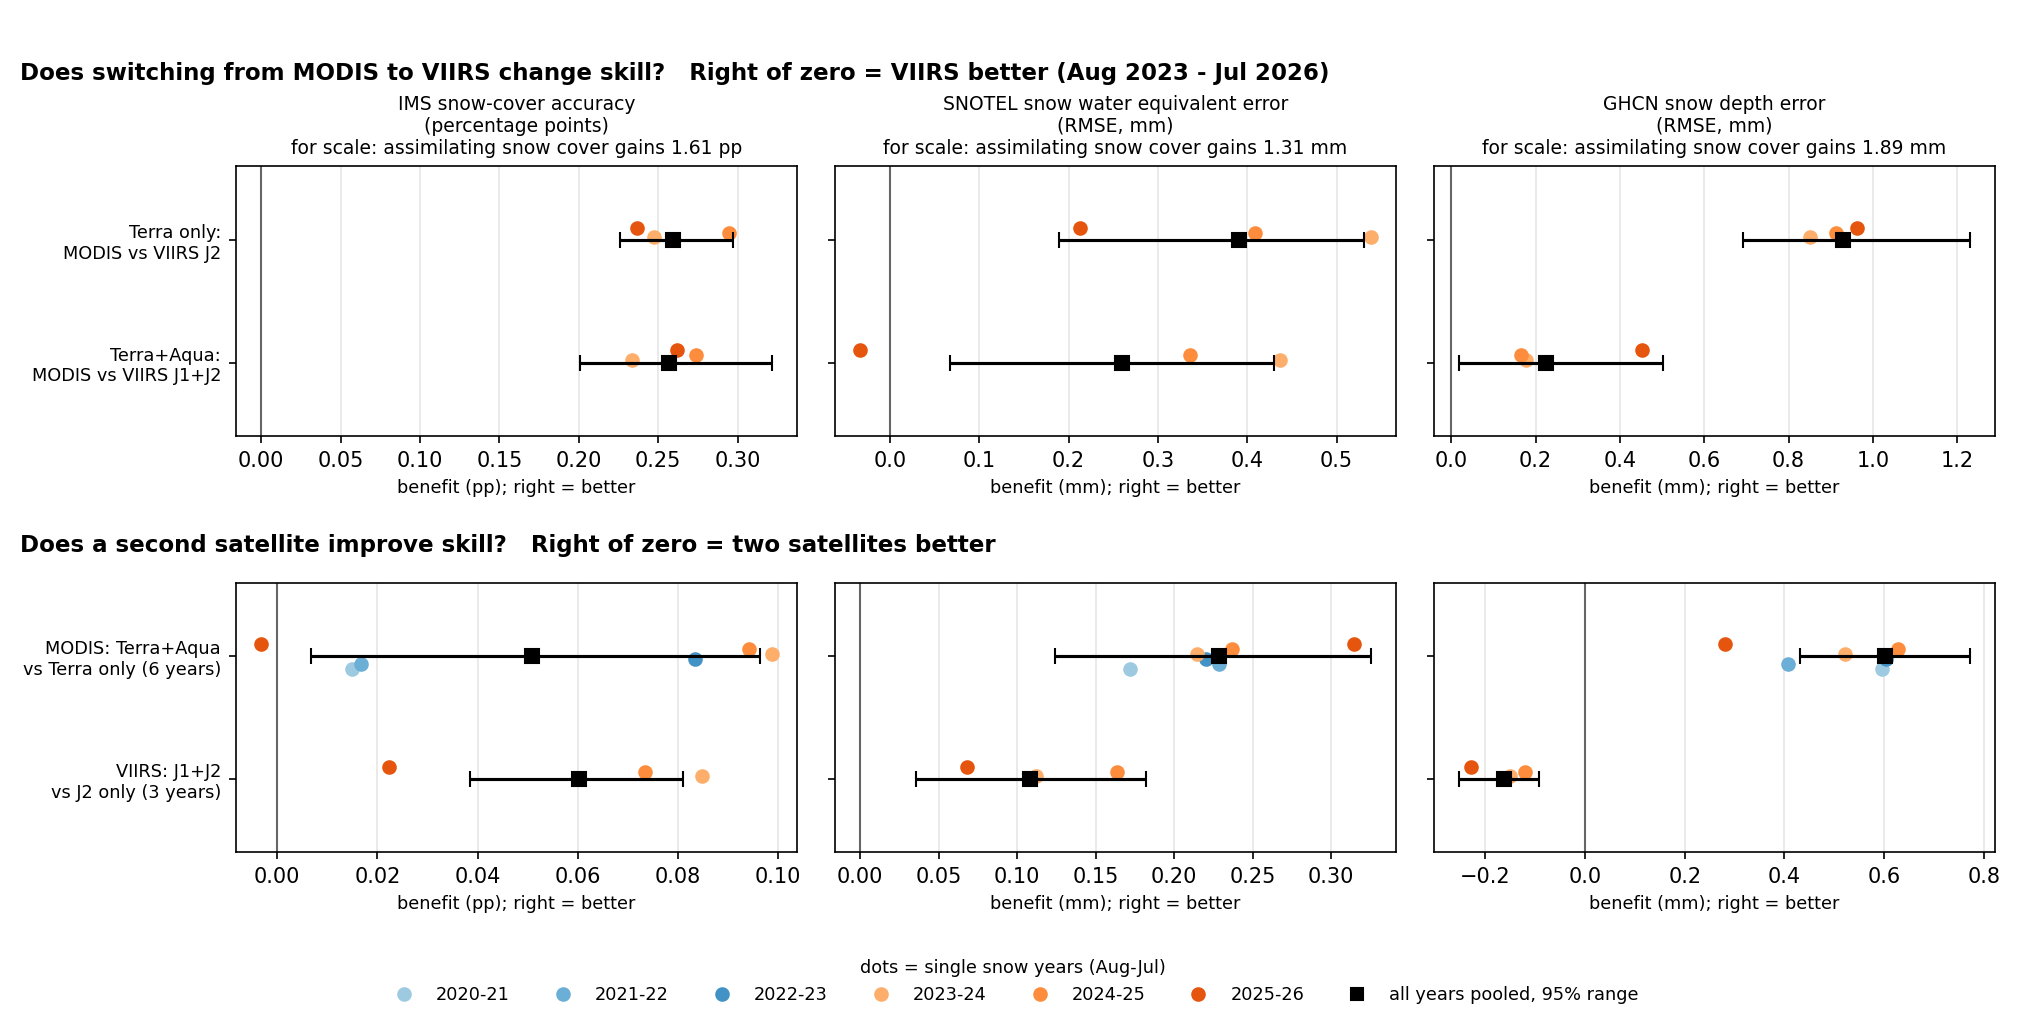 Does switching from MODIS to VIIRS change skill?   Right of zero = VIIRS better (Aug 2023 - Jul 2026)
IMS snow-cover accuracy
(percentage points)
for scale: assimilating snow cover gains 1.61 pp
SNOTEL snow water equivalent error
(RMSE, mm)
for scale: assimilating snow cover gains 1.31 mm
GHCN snow depth error
(RMSE, mm)
for scale: assimilating snow cover gains 1.89 mm
Terra only:
MODIS vs VIIRS J2
Terra+Aqua:
MODIS vs VIIRS J1+J2
0.00 0.05 0.10 0.15 0.20 0.25 0.30
benefit (pp); right = better
0.0 0.1 0.2 0.3 0.4 0.5
benefit (mm); right = better
0.0 0.2 0.4 0.6 0.8 1.0 1.2
benefit (mm); right = better
Does a second satellite improve skill?   Right of zero = two satellites better
MODIS: Terra+Aqua
vs Terra only (6 years)
VIIRS: J1+J2
vs J2 only (3 years)
0.00 0.02 0.04 0.06 0.08 0.10
benefit (pp); right = better
0.00 0.05 0.10 0.15 0.20 0.25 0.30
benefit (mm); right = better
−0.2 0.0 0.2 0.4 0.6 0.8
benefit (mm); right = better
dots = single snow years (Aug-Jul)
2020-21 2021-22 2022-23 2023-24 2024-25 2025-26 all years pooled, 95% range